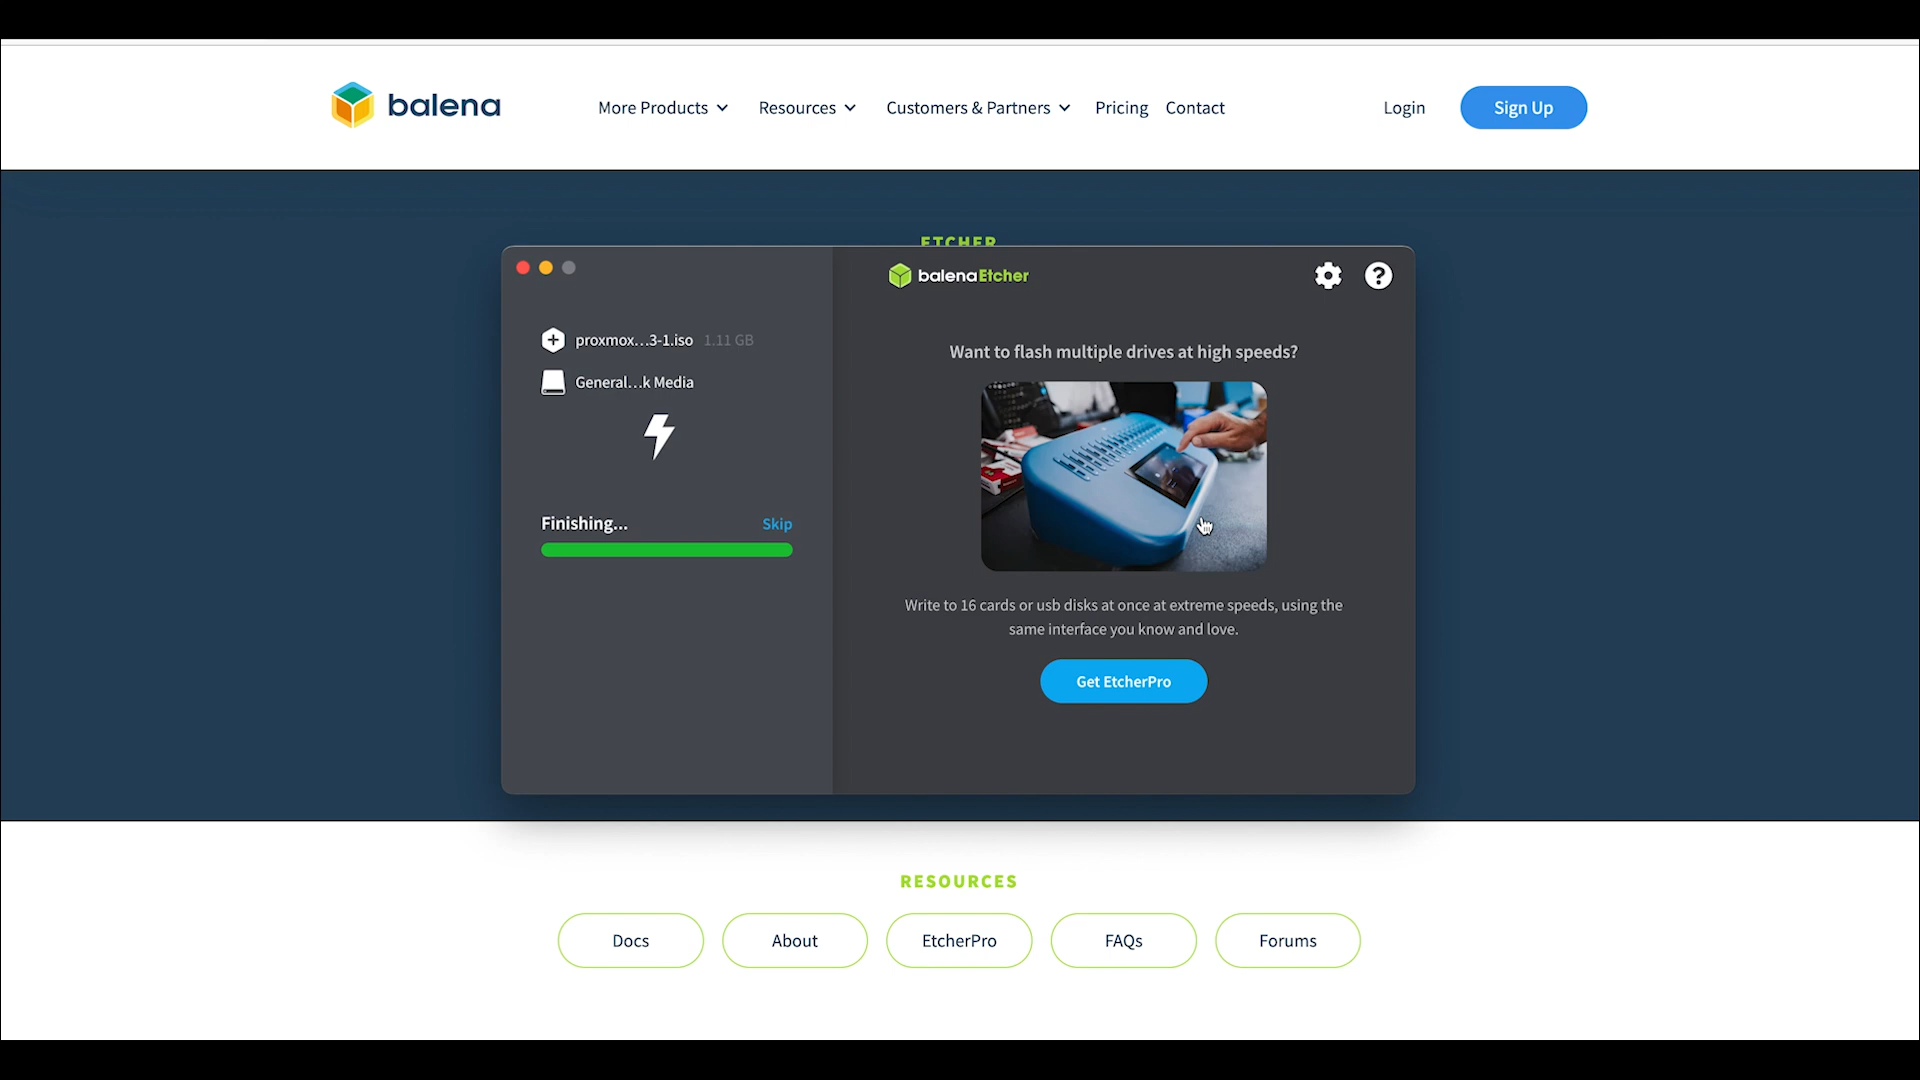 balena
More Products
Resources
Customers & Partners
Pricing
Contact
Login
Sign Up
ETCHER
balenaEtcher
proxmox...3-1.iso 1.11 GB
General...k Media
Finishing...
Skip
Want to flash multiple drives at high speeds?
Write to 16 cards or usb disks at once at extreme speeds, using the
same interface you know and love.
Get EtcherPro
RESOURCES
Docs
About
EtcherPro
FAQs
Forums